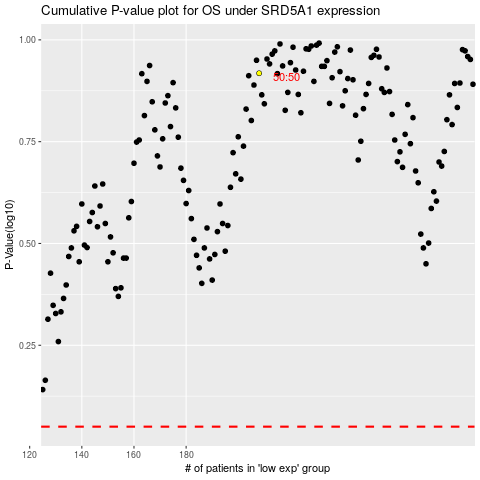 Cumulative P-value plot for OS under SRD5A1 expression
1.00
50:50
0.75
P-Value(log10)
0.50
0.25
120 140 160 180
# of patients in 'low exp' group